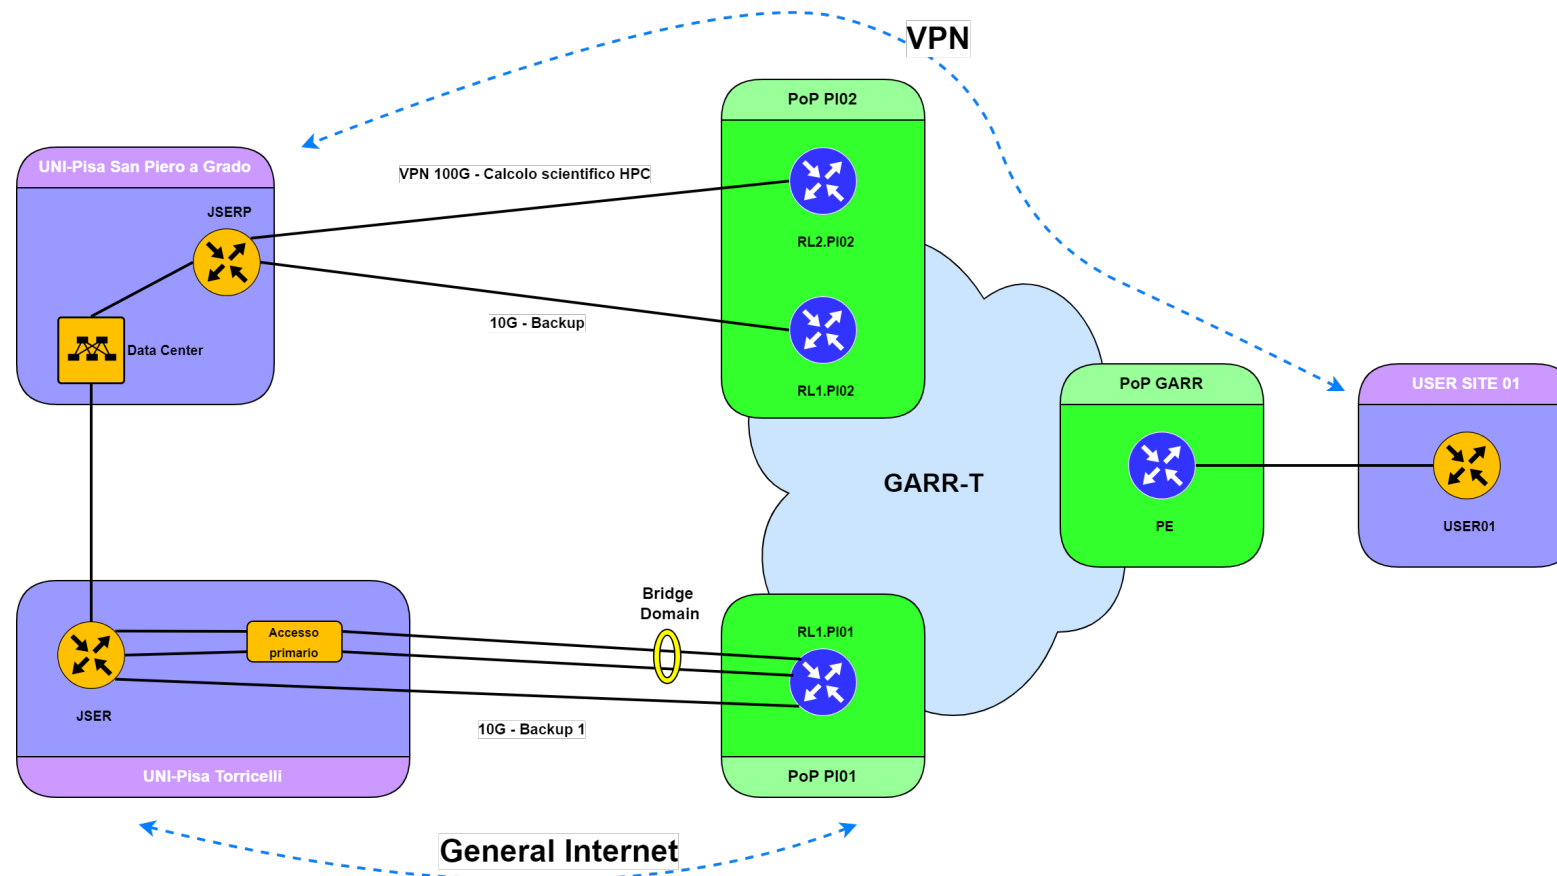 VPN
PoP PI02
UNI-Pisa San Piero a Grado
VPN 100G - Calcolo scientifico HPC
JSERP
RL2.PI02
10G - Backup
Data Center
RL1.PI02
PoP GARR
USER SITE 01
GARR-T
PE
USER01
Bridge
Domain
RL1.PI01
Accesso
primario
JSER
10G - Backup 1
UNI-Pisa Torricelli
PoP PI01
General Internet